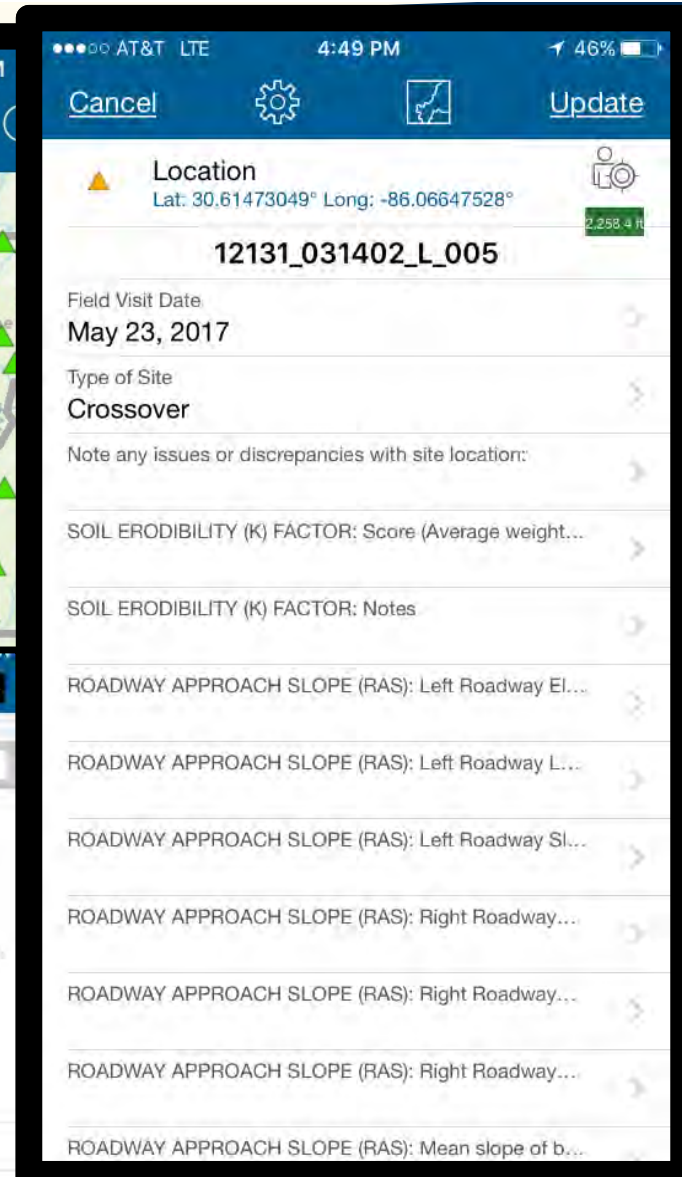 AT&T LTE 4:49 PM 46%
Cancel Update
Location
Lat: 30.61473049° Long: -86.06647528°
2,258.4 ft
12131_031402_L_005
Field Visit Date
May 23, 2017
Type of Site
Crossover
Note any issues or discrepancies with site location:
SOIL ERODIBILITY (K) FACTOR: Score (Average weight...
SOIL ERODIBILITY (K) FACTOR: Notes
ROADWAY APPROACH SLOPE (RAS): Left Roadway El...
ROADWAY APPROACH SLOPE (RAS): Left Roadway L...
ROADWAY APPROACH SLOPE (RAS): Left Roadway Sl...
ROADWAY APPROACH SLOPE (RAS): Right Roadway...
ROADWAY APPROACH SLOPE (RAS): Right Roadway...
ROADWAY APPROACH SLOPE (RAS): Right Roadway...
ROADWAY APPROACH SLOPE (RAS): Mean slope of b...